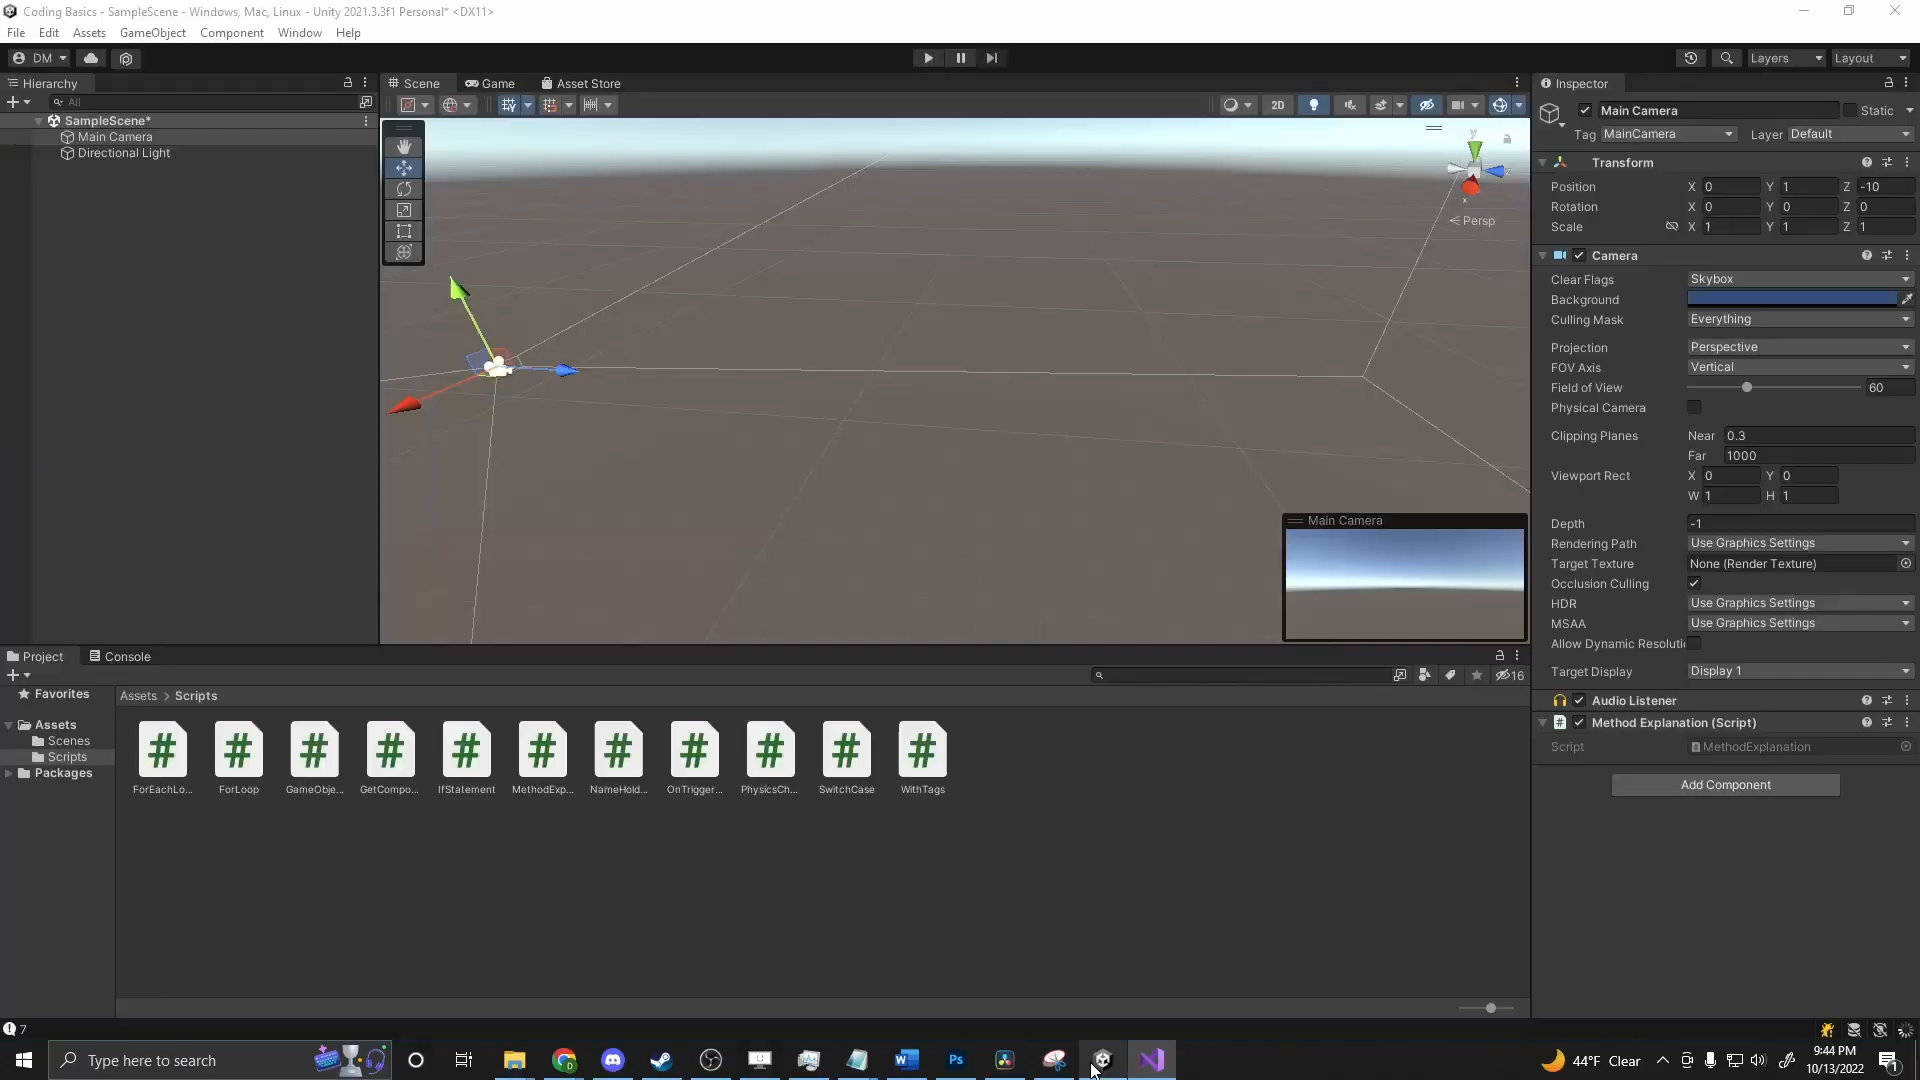 Coding Basics - SampleScene - Windows, Mac, Linux - Unity 2021.3.3f1 Personal* <DX11>
File Edit Assets GameObject Component Window Help
DM Layers Layout
Hierarchy
All
SampleScene*
Main Camera
Directional Light
Scene Game Asset Store
2D
y
x
Persp
Main Camera
Inspector
Main Camera Static
Tag MainCamera Layer Default
Transform
Position X 0 Y 1 Z -10
Rotation X 0 Y 0 Z 0
Scale X 1 Y 1 Z 1
Camera
Clear Flags Skybox
Background
Culling Mask Everything
Projection Perspective
FOV Axis Vertical
Field of View 60
Physical Camera
Clipping Planes Near 0.3
Far 1000
Viewport Rect X 0 Y 0
W 1 H 1
Depth -1
Rendering Path Use Graphics Settings
Target Texture None (Render Texture)
Occlusion Culling
HDR Use Graphics Settings
MSAA Use Graphics Settings
Allow Dynamic Resoluti
Target Display Display 1
Audio Listener
# Method Explanation (Script)
Script MethodExplanation
Add Component
Project Console
16
Favorites
Assets
Scenes
Scripts
Packages
Assets > Scripts
# # # # # # # # # # #
ForEachLo... ForLoop GameObje... GetCompo... IfStatement MethodExp... NameHold... OnTrigger... PhysicsCh... SwitchCase WithTags
7
Type here to search
W Ps
44°F Clear
9:44 PM
10/13/2022
1